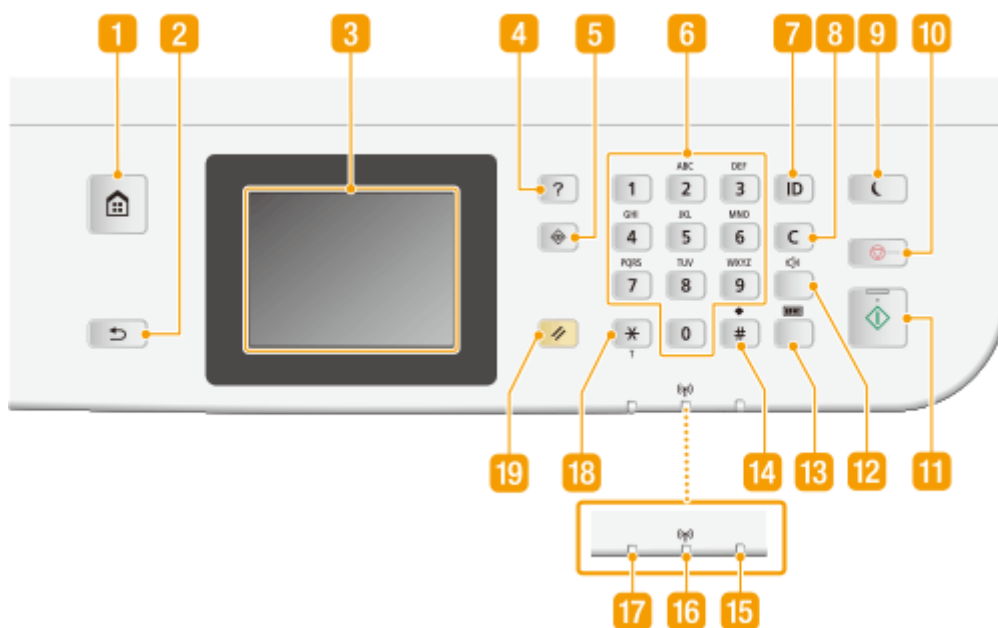 1 2 3 4 5 6 7 8 9 10
ABC DEF
? 1 2 3 ID
GHI JKL MNO
4 5 6 C
PQRS TUV WXYZ
7 8 9
* 0 #
T
19 18 14 13 12 11
17 16 15